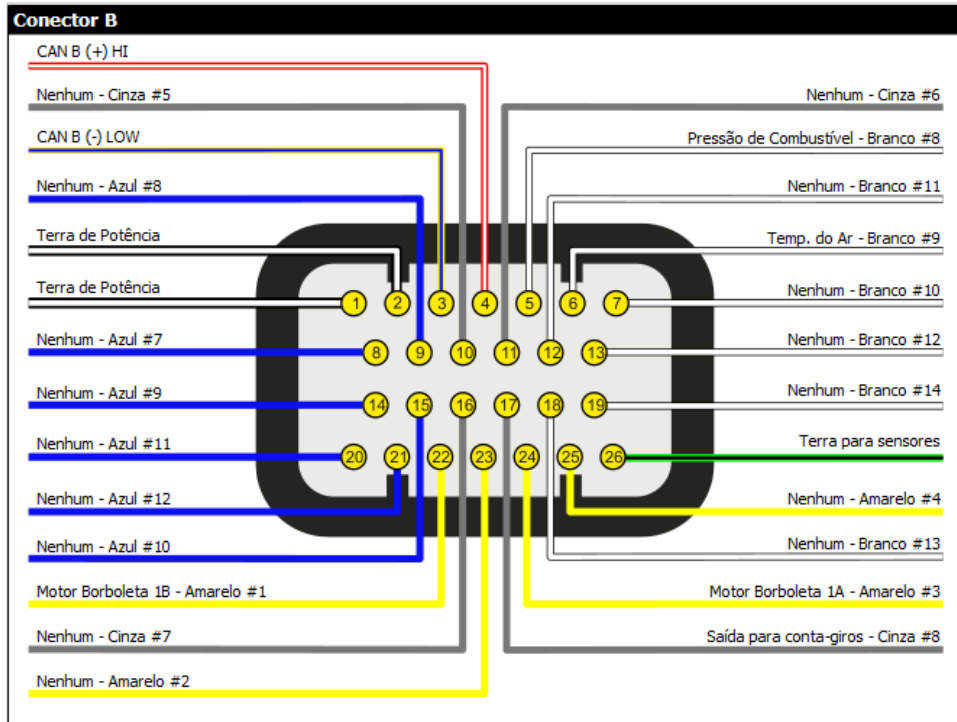 Conector B
CAN B (+) HI
Nenhum - Cinza #5
Nenhum - Cinza #6
CAN B (-) LOW
Pressão de Combustível - Branco #8
Nenhum - Azul #8
Nenhum - Branco #11
Terra de Potência
Temp. do Ar - Branco #9
Terra de Potência
Nenhum - Branco #10
1 2 3 4 5 6 7
Nenhum - Azul #7
Nenhum - Branco #12
8 9 10 11 12 13
Nenhum - Azul #9
Nenhum - Branco #14
14 15 16 17 18 19
Nenhum - Azul #11
Terra para sensores
20 21 22 23 24 25 26
Nenhum - Azul #12
Nenhum - Amarelo #4
Nenhum - Azul #10
Nenhum - Branco #13
Motor Borboleta 1B - Amarelo #1
Motor Borboleta 1A - Amarelo #3
Nenhum - Cinza #7
Saída para conta-giros - Cinza #8
Nenhum - Amarelo #2